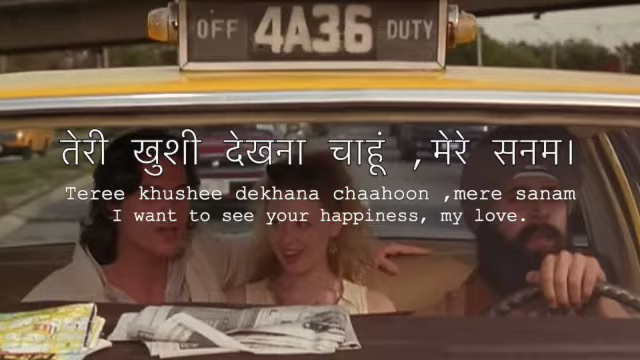 OFF 4A36 DUTY
तेरी खुशी देखना चाहूं ,मेरे सनम।
Teree khushee dekhana chaahoon ,mere sanam
I want to see your happiness, my love.